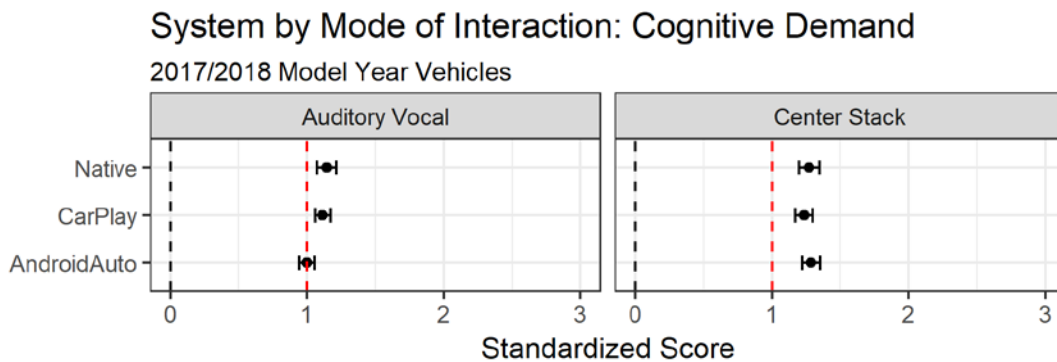 System by Mode of Interaction: Cognitive Demand
2017/2018 Model Year Vehicles
Auditory Vocal
Center Stack
Native
CarPlay
AndroidAuto
0 1 2 3
0 1 2 3
Standardized Score